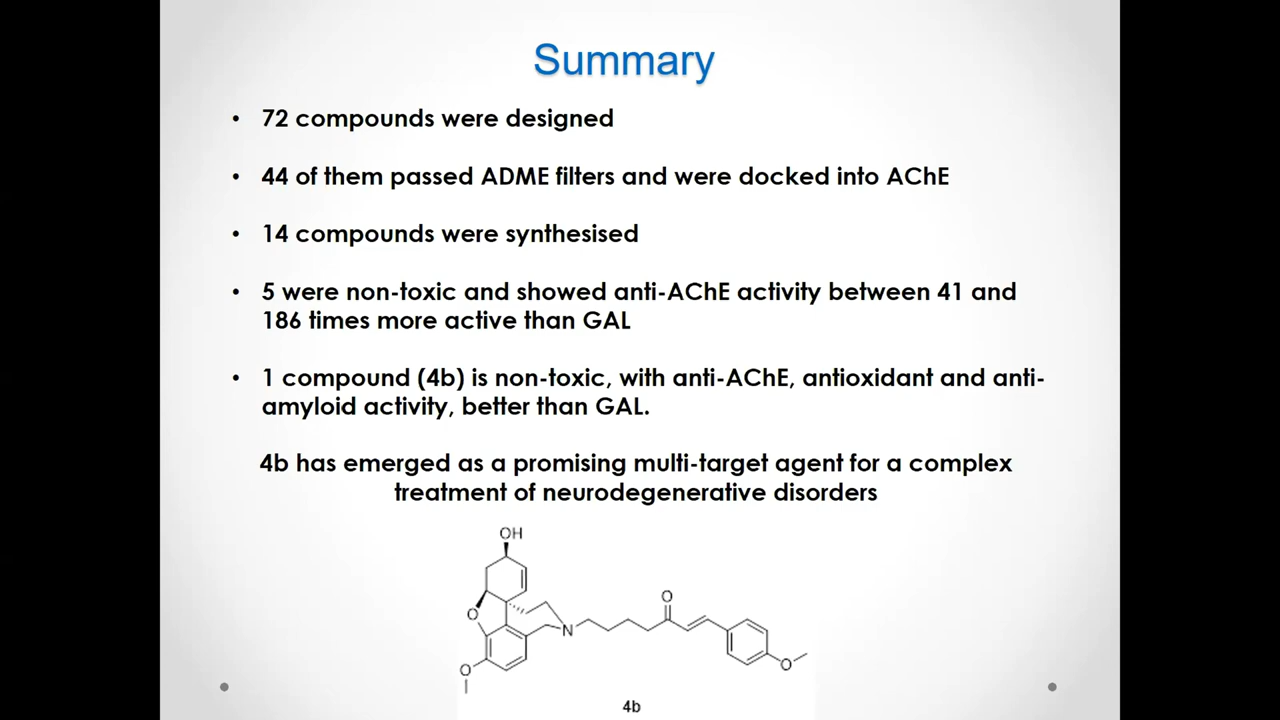 Summary
• 72 compounds were designed
• 44 of them passed ADME filters and were docked into AChE
• 14 compounds were synthesised
• 5 were non-toxic and showed anti-AChE activity between 41 and
186 times more active than GAL
• 1 compound (4b) is non-toxic, with anti-AChE, antioxidant and anti-
amyloid activity, better than GAL.
4b has emerged as a promising multi-target agent for a complex
treatment of neurodegenerative disorders
OH
O
O
N
O
O
4b